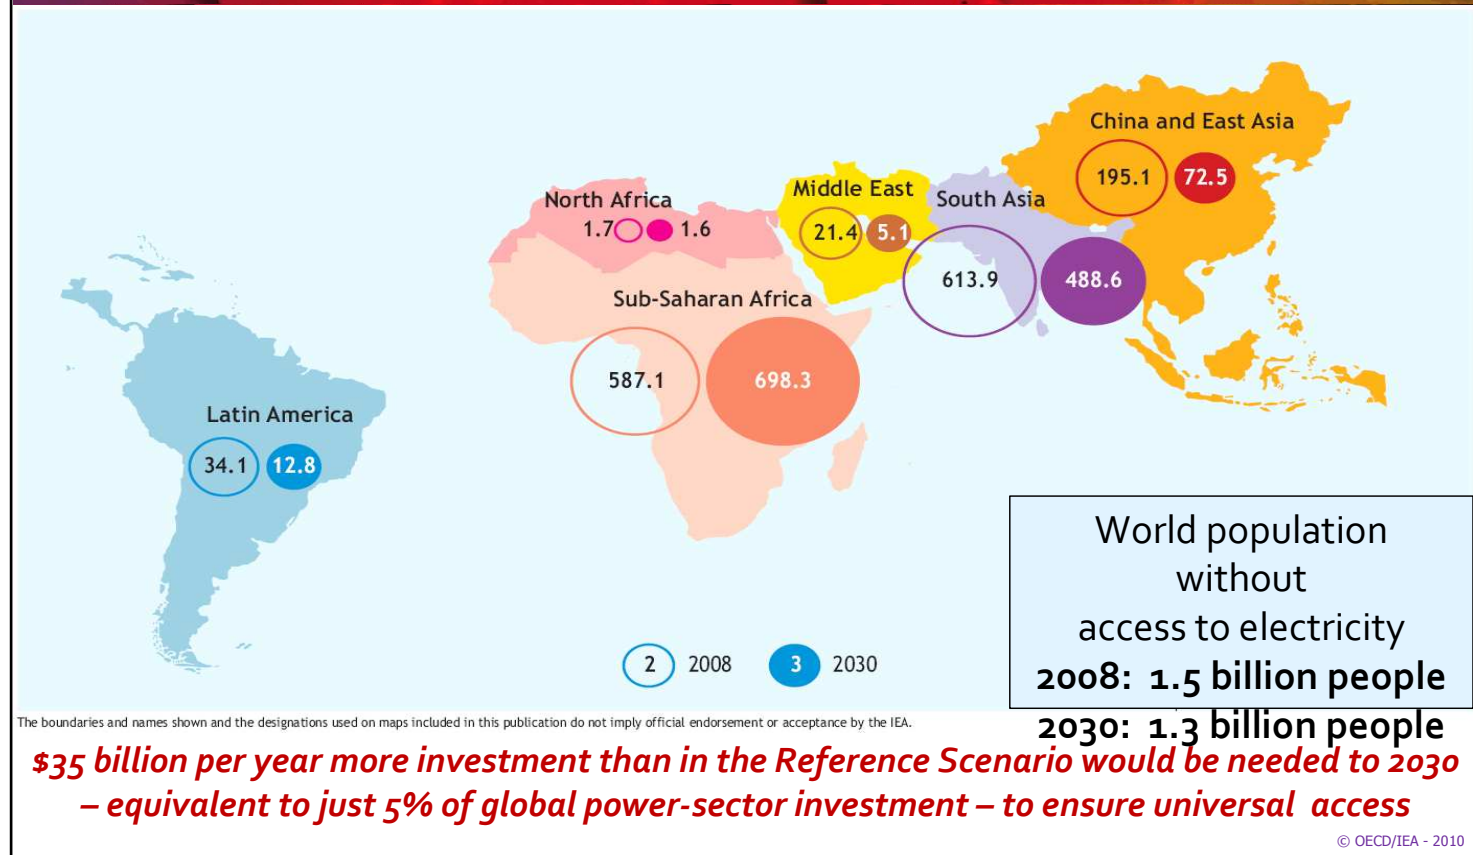 China and East Asia
195.1 72.5
North Africa
1.7 1.6
Middle East
21.4 5.1
South Asia
613.9 488.6
Sub-Saharan Africa
587.1 698.3
Latin America
34.1 12.8
2 2008 3 2030
World population
without
access to electricity
2008: 1.5 billion people
2030: 1.3 billion people
The boundaries and names shown and the designations used on maps included in this publication do not imply official endorsement or acceptance by the IEA.
$35 billion per year more investment than in the Reference Scenario would be needed to 2030
– equivalent to just 5% of global power-sector investment – to ensure universal access
© OECD/IEA - 2010